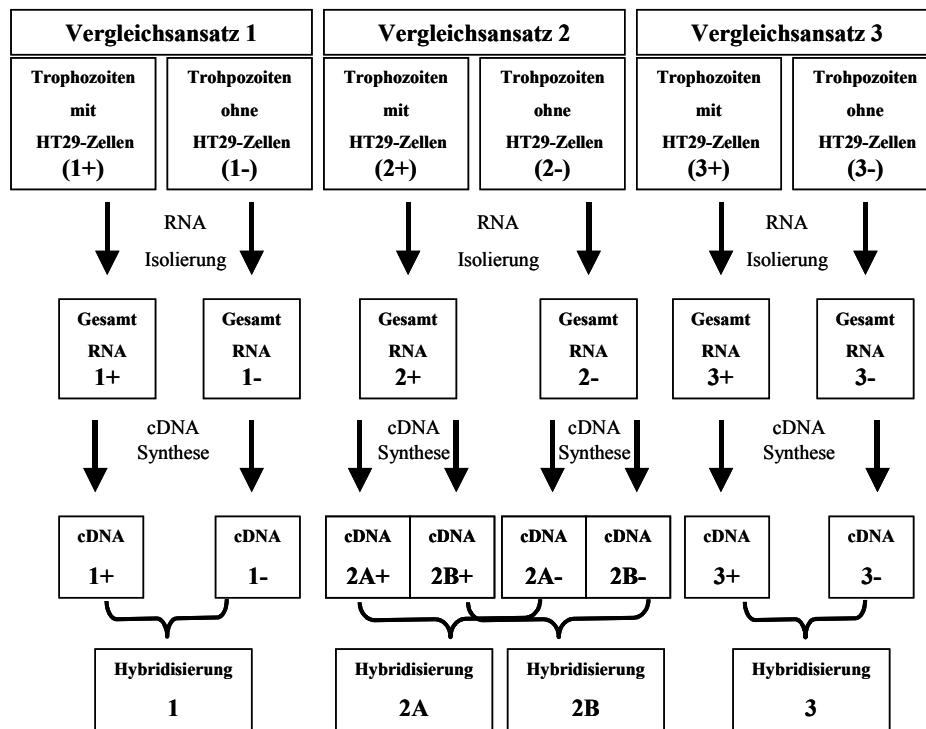 Vergleichsansatz 1
Vergleichsansatz 2
Vergleichsansatz 3
Trophozoiten
mit
HT29-Zellen
(1+)
Trohpozoiten
ohne
HT29-Zellen
(1-)
Trophozoiten
mit
HT29-Zellen
(2+)
Trohpozoiten
ohne
HT29-Zellen
(2-)
Trophozoiten
mit
HT29-Zellen
(3+)
Trohpozoiten
ohne
HT29-Zellen
(3-)
RNA
Isolierung
RNA
Isolierung
RNA
Isolierung
Gesamt
RNA
1+
Gesamt
RNA
1-
Gesamt
RNA
2+
Gesamt
RNA
2-
Gesamt
RNA
3+
Gesamt
RNA
3-
cDNA
Synthese
cDNA
Synthese
cDNA
Synthese
cDNA
Synthese
cDNA
1+
cDNA
1-
cDNA
2A+
cDNA
2B+
cDNA
2A-
cDNA
2B-
cDNA
3+
cDNA
3-
Hybridisierung
1
Hybridisierung
2A
Hybridisierung
2B
Hybridisierung
3